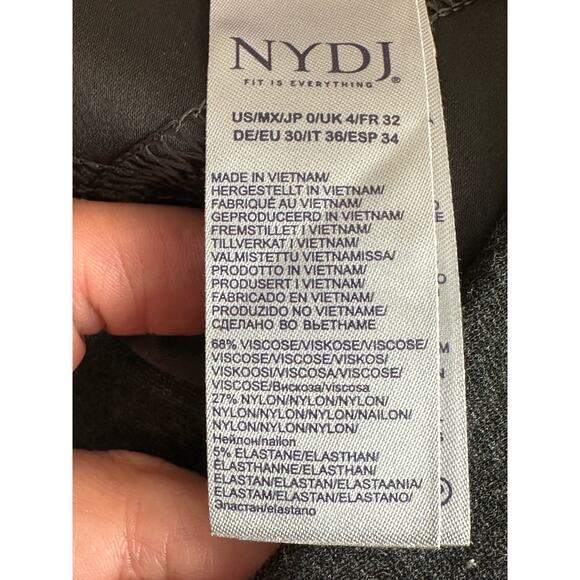 NYDJ®
FIT IS EVERYTHING
US/MX/JP 0/UK 4/FR 32
DE/EU 30/IT 36/ESP 34
MADE IN VIETNAM/
HERGESTELLT IN VIETNAM/
FABRIQUÉ AU VIETNAM/
GEPRODUCEERD IN VIETNAM/
FREMSTILLET I VIETNAM/
TILLVERKAT I VIETNAM/
VALMISTETTU VIETNAMISSA/
PRODOTTO IN VIETNAM/
PRODUSERT I VIETNAM/
FABRICADO EN VIETNAM/
PRODUZIDO NO VIETNAME/
СДЕЛАНО ВО ВЬЕТНАМЕ
68% VISCOSE/VISKOSE/VISCOSE/
VISCOSE/VISCOSE/VISKOS/
VISKOOSI/VISCOSA/VISCOSE/
VISCOSE/Вискоза/viscosa
27% NYLON/NYLON/NYLON/
NYLON/NYLON/NYLON/NAILON/
NYLON/NYLON/NYLON/
Нейлон/nailon
5% ELASTANE/ELASTHAN/
ÉLASTHANNE/ELASTHAN/
ELASTAN/ELASTAN/ELASTAANIA/
ELASTAM/ELASTAN/ELASTANO/
Эластан/elastano